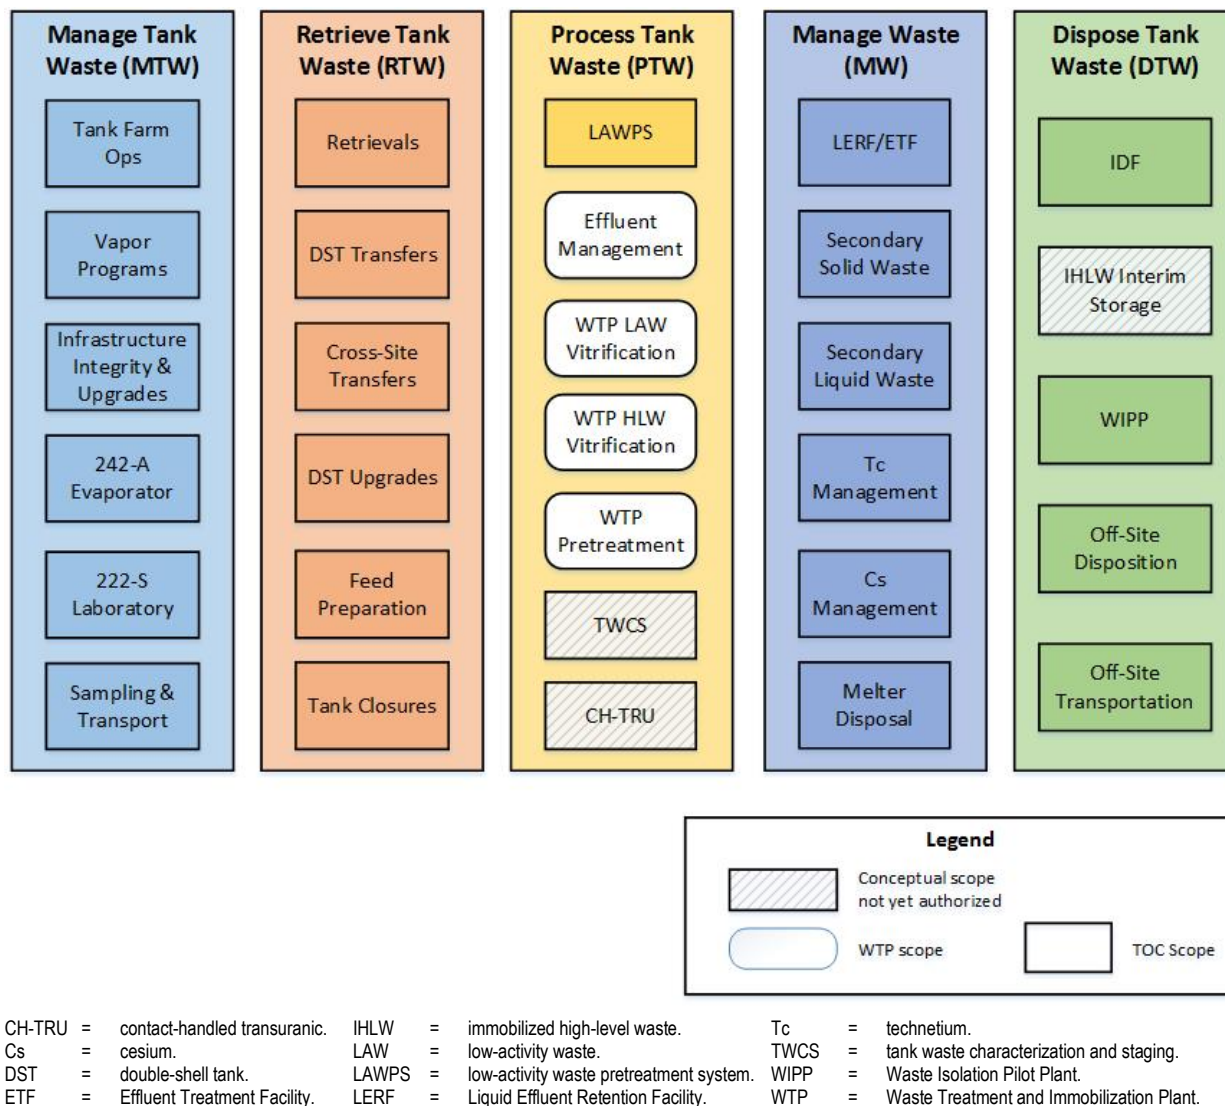 Manage Tank
Waste (MTW)
Tank Farm
Ops
Vapor
Programs
Infrastructure
Integrity &
Upgrades
242-A
Evaporator
222-S
Laboratory
Sampling &
Transport
Retrieve Tank
Waste (RTW)
Retrievals
DST Transfers
Cross-Site
Transfers
DST Upgrades
Feed
Preparation
Tank Closures
Process Tank
Waste (PTW)
LAWPS
Effluent
Management
WTP LAW
Vitrification
WTP HLW
Vitrification
WTP
Pretreatment
TWCS
CH-TRU
Manage Waste
(MW)
LERF/ETF
Secondary
Solid Waste
Secondary
Liquid Waste
Tc
Management
Cs
Management
Melter
Disposal
Dispose Tank
Waste (DTW)
IDF
IHLW Interim
Storage
WIPP
Off-Site
Disposition
Off-Site
Transportation
Legend
Conceptual scope
not yet authorized
WTP scope
TOC Scope
CH-TRU = contact-handled transuranic. IHLW = immobilized high-level waste. Tc = technetium.
Cs = cesium. LAW = low-activity waste. TWCS = tank waste characterization and staging.
DST = double-shell tank. LAWPS = low-activity waste pretreatment system. WIPP = Waste Isolation Pilot Plant.
ETF = Effluent Treatment Facility. LERF = Liquid Effluent Retention Facility. WTP = Waste Treatment and Immobilization Plant.